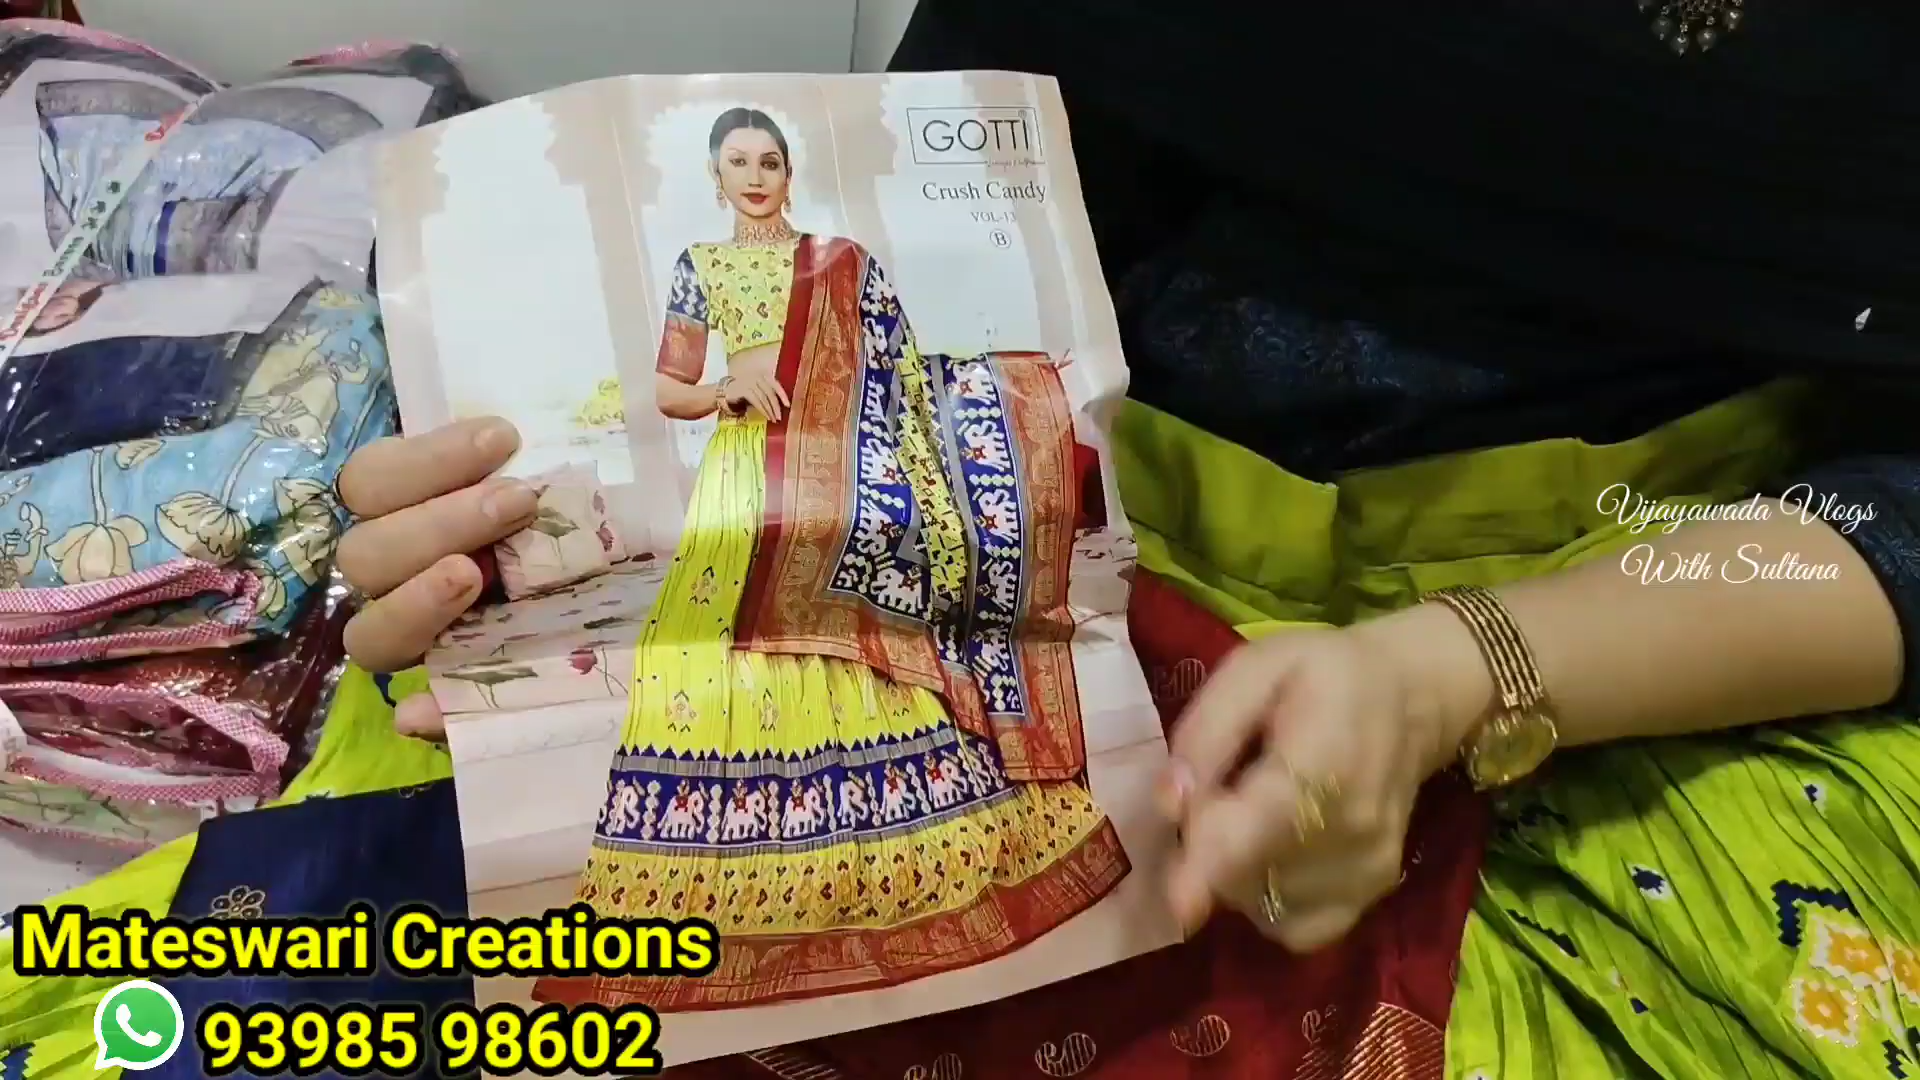 GOTTI
Crush Candy
VOL-13
B
Vijayawada Vlogs
With Sultana
Mateswari Creations
93985 98602